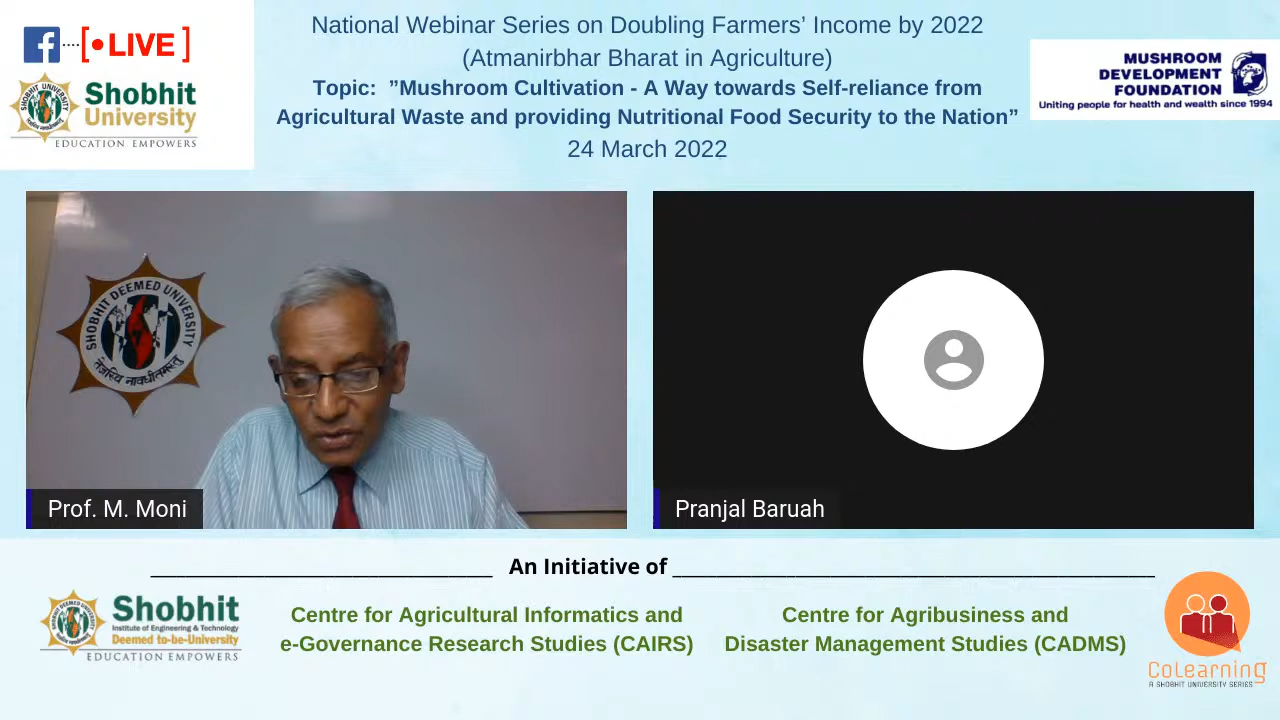 National Webinar Series on Doubling Farmers’ Income by 2022
(Atmanirbhar Bharat in Agriculture)
Topic: ”Mushroom Cultivation - A Way towards Self-reliance from
Agricultural Waste and providing Nutritional Food Security to the Nation”
24 March 2022
f
[•LIVE]
Shobhit
University
EDUCATION EMPOWERS
MUSHROOM
DEVELOPMENT
FOUNDATION
Uniting people for health and wealth since 1994
SHOBHIT DEEMED UNIVERSITY
तेजस्वि नावधीतमस्तु
Prof. M. Moni
Pranjal Baruah
An Initiative of
Shobhit
Institute of Engineering & Technology
Deemed to-be-University
EDUCATION EMPOWERS
Centre for Agricultural Informatics and
e-Governance Research Studies (CAIRS)
Centre for Agribusiness and
Disaster Management Studies (CADMS)
CoLearning
A SHOBHIT UNIVERSITY SERIES